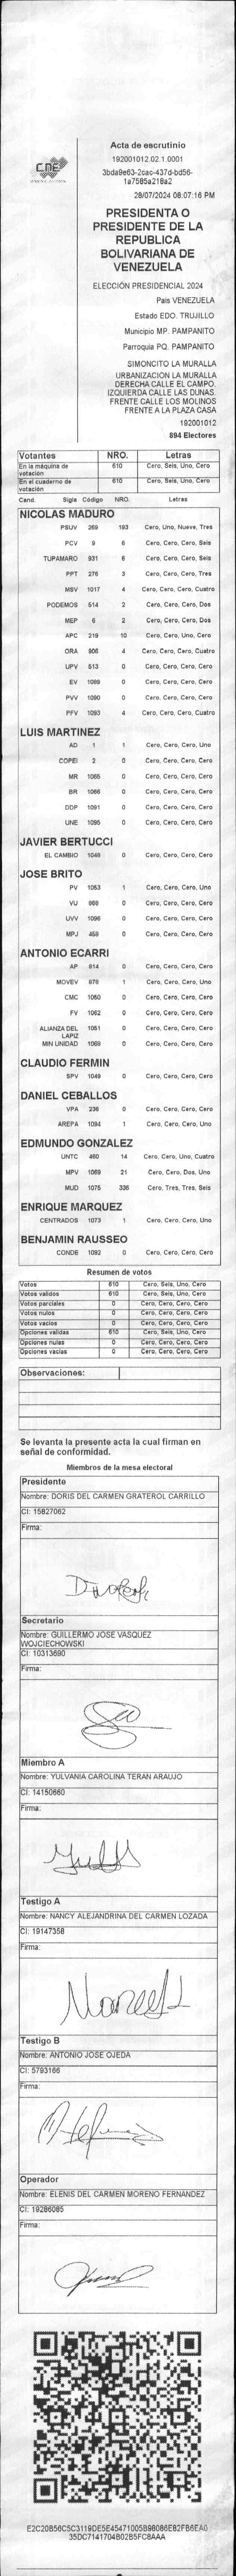 CNE
Acta de escrutinio
192001012.02.1.0001
3bda9e63-2cac-437d-bd56-
1a7585a218a2
28/07/2024 08:07:16 PM
PRESIDENTA O
PRESIDENTE DE LA
REPUBLICA
BOLIVARIANA DE
VENEZUELA
ELECCIÓN PRESIDENCIAL 2024
Pais VENEZUELA
Estado EDO. TRUJILLO
Municipio MP. PAMPANITO
Parroquia PQ. PAMPANITO
SIMONCITO LA MURALLA
URBANIZACION LA MURALLA
DERECHA CALLE EL CAMPO.
IZQUIERDA CALLE LAS DUNAS.
FRENTE CALLE LOS MOLINOS
FRENTE A LA PLAZA CASA
192001012
894 Electores
Votantes NRO. Letras
En la máquina de votación 610 Cero, Seis, Uno, Cero
En el cuaderno de votación 610 Cero, Seis, Uno, Cero
Cand. Sigla Código NRO. Letras
NICOLAS MADURO
PSUV 269 193 Cero, Uno, Nueve, Tres
PCV 9 6 Cero, Cero, Cero, Seis
TUPAMARO 931 6 Cero, Cero, Cero, Seis
PPT 276 3 Cero, Cero, Cero, Tres
MSV 1017 4 Cero, Cero, Cero, Cuatro
PODEMOS 514 2 Cero, Cero, Cero, Dos
MEP 6 2 Cero, Cero, Cero, Dos
APC 219 10 Cero, Cero, Uno, Cero
ORA 906 4 Cero, Cero, Cero, Cuatro
UPV 513 0 Cero, Cero, Cero, Cero
EV 1089 0 Cero, Cero, Cero, Cero
PVV 1090 0 Cero, Cero, Cero, Cero
PFV 1093 4 Cero, Cero, Cero, Cuatro
LUIS MARTINEZ
AD 1 1 Cero, Cero, Cero, Uno
COPEI 2 0 Cero, Cero, Cero, Cero
MR 1065 0 Cero, Cero, Cero, Cero
BR 1066 0 Cero, Cero, Cero, Cero
DDP 1091 0 Cero, Cero, Cero, Cero
UNE 1095 0 Cero, Cero, Cero, Cero
JAVIER BERTUCCI
EL CAMBIO 1048 0 Cero, Cero, Cero, Cero
JOSE BRITO
PV 1053 1 Cero, Cero, Cero, Uno
VU 868 0 Cero, Cero, Cero, Cero
UVV 1096 0 Cero, Cero, Cero, Cero
MPJ 458 0 Cero, Cero, Cero, Cero
ANTONIO ECARRI
AP 814 0 Cero, Cero, Cero, Cero
MOVEV 978 1 Cero, Cero, Cero, Uno
CMC 1050 0 Cero, Cero, Cero, Cero
FV 1062 0 Cero, Cero, Cero, Cero
ALIANZA DEL LAPIZ 1051 0 Cero, Cero, Cero, Cero
MIN UNIDAD 1068 0 Cero, Cero, Cero, Cero
CLAUDIO FERMIN
SPV 1049 0 Cero, Cero, Cero, Cero
DANIEL CEBALLOS
VPA 236 0 Cero, Cero, Cero, Cero
AREPA 1094 1 Cero, Cero, Cero, Uno
EDMUNDO GONZALEZ
UNTC 460 14 Cero, Cero, Uno, Cuatro
MPV 1069 21 Cero, Cero, Dos, Uno
MUD 1075 336 Cero, Tres, Tres, Seis
ENRIQUE MARQUEZ
CENTRADOS 1073 1 Cero, Cero, Cero, Uno
BENJAMIN RAUSSEO
CONDE 1092 0 Cero, Cero, Cero, Cero
Resumen de votos
Votos 610 Cero, Seis, Uno, Cero
Votos validos 610 Cero, Seis, Uno, Cero
Votos parciales 0 Cero, Cero, Cero, Cero
Votos nulos 0 Cero, Cero, Cero, Cero
Votos vacios 0 Cero, Cero, Cero, Cero
Opciones validas 610 Cero, Seis, Uno, Cero
Opciones nulas 0 Cero, Cero, Cero, Cero
Opciones vacias 0 Cero, Cero, Cero, Cero
Observaciones:
Se levanta la presente acta la cual firman en
señal de conformidad.
Miembros de la mesa electoral
Presidente
Nombre: DORIS DEL CARMEN GRATEROL CARRILLO
CI: 15827062
Firma:
Secretario
Nombre: GUILLERMO JOSE VASQUEZ
WOJCIECHOWSKI
CI: 10313690
Firma:
Miembro A
Nombre: YULVANIA CAROLINA TERAN ARAUJO
CI: 14150660
Firma:
Testigo A
Nombre: NANCY ALEJANDRINA DEL CARMEN LOZADA
CI: 19147358
Firma:
Testigo B
Nombre: ANTONIO JOSE OJEDA
CI: 5793166
Firma:
Operador
Nombre: ELENIS DEL CARMEN MORENO FERNANDEZ
CI: 19286085
Firma:
E2C20B56C5C3119DE5E45471005B98086E82FB6EA0
35DC7141704B02B5FC8AAA